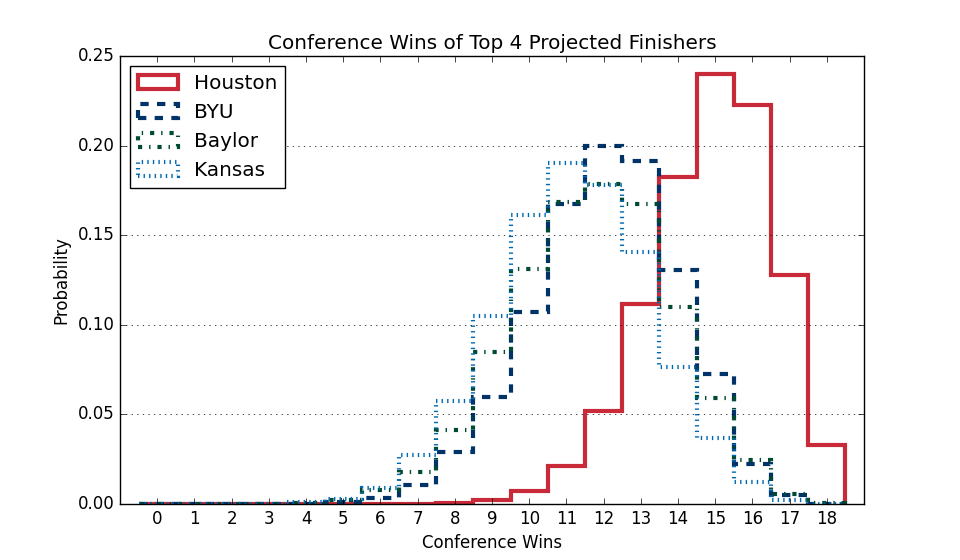 Conference Wins of Top 4 Projected Finishers
0.25
Houston
BYU
Baylor
Kansas
0.20
0.15
0.10
0.05
0.00
Probability
0 1 2 3 4 5 6 7 8 9 10 11 12 13 14 15 16 17 18
Conference Wins